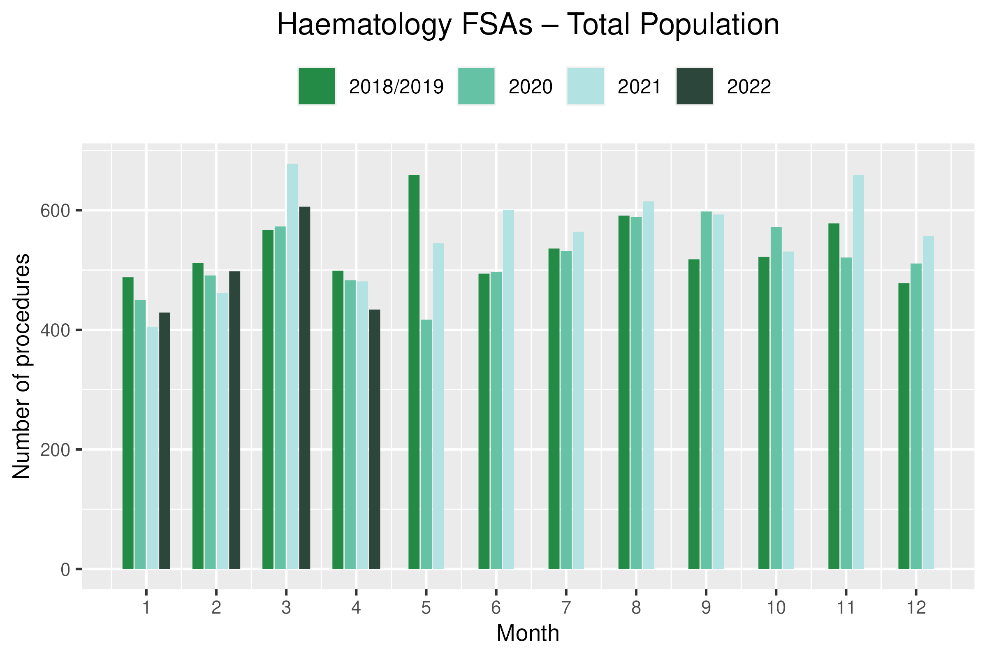 Haematology FSAs – Total Population
2018/2019 2020 2021 2022
Number of procedures
600
400
200
0
1 2 3 4 5 6 7 8 9 10 11 12
Month